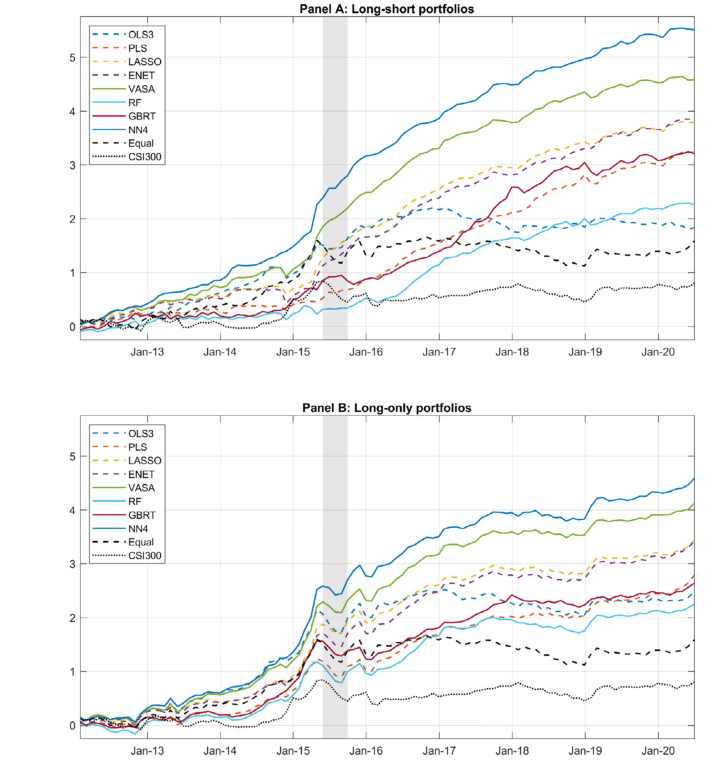 Panel A: Long-short portfolios
OLS3
PLS
LASSO
ENET
VASA
RF
GBRT
NN4
Equal
CSI300
5
4
3
2
1
0
Jan-13 Jan-14 Jan-15 Jan-16 Jan-17 Jan-18 Jan-19 Jan-20
Panel B: Long-only portfolios
OLS3
PLS
LASSO
ENET
VASA
RF
GBRT
NN4
Equal
CSI300
5
4
3
2
1
0
Jan-13 Jan-14 Jan-15 Jan-16 Jan-17 Jan-18 Jan-19 Jan-20